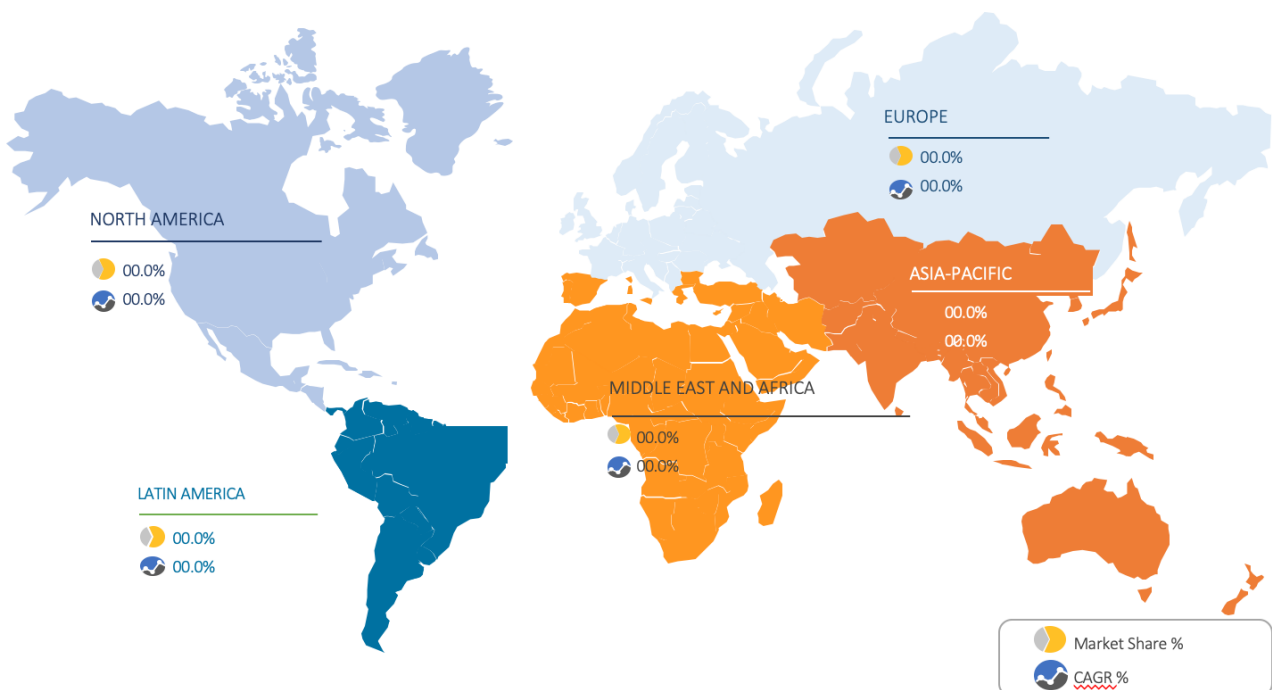 EUROPE
00.0%
00.0%
NORTH AMERICA
00.0%
00.0%
ASIA-PACIFIC
00.0%
00.0%
MIDDLE EAST AND AFRICA
00.0%
00.0%
LATIN AMERICA
00.0%
00.0%
Market Share %
CAGR %